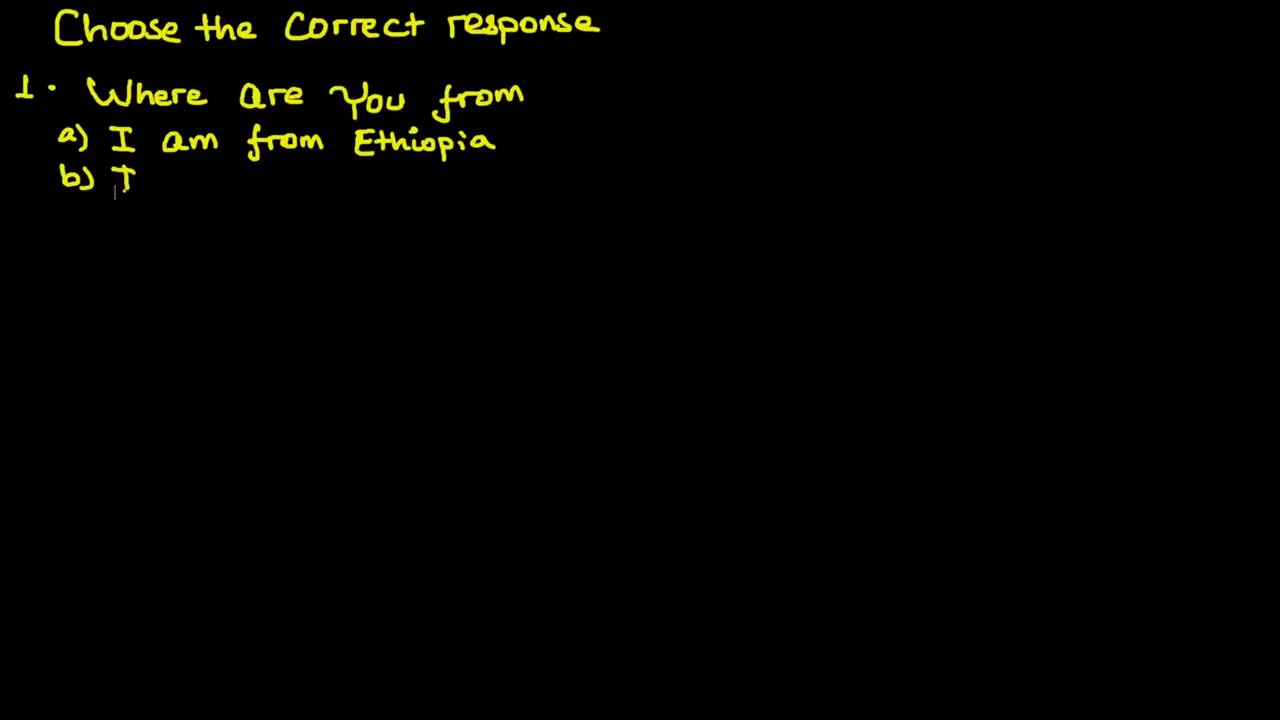 Choose the correct response
1. Where are You from
a) I am from Ethiopia
b) I